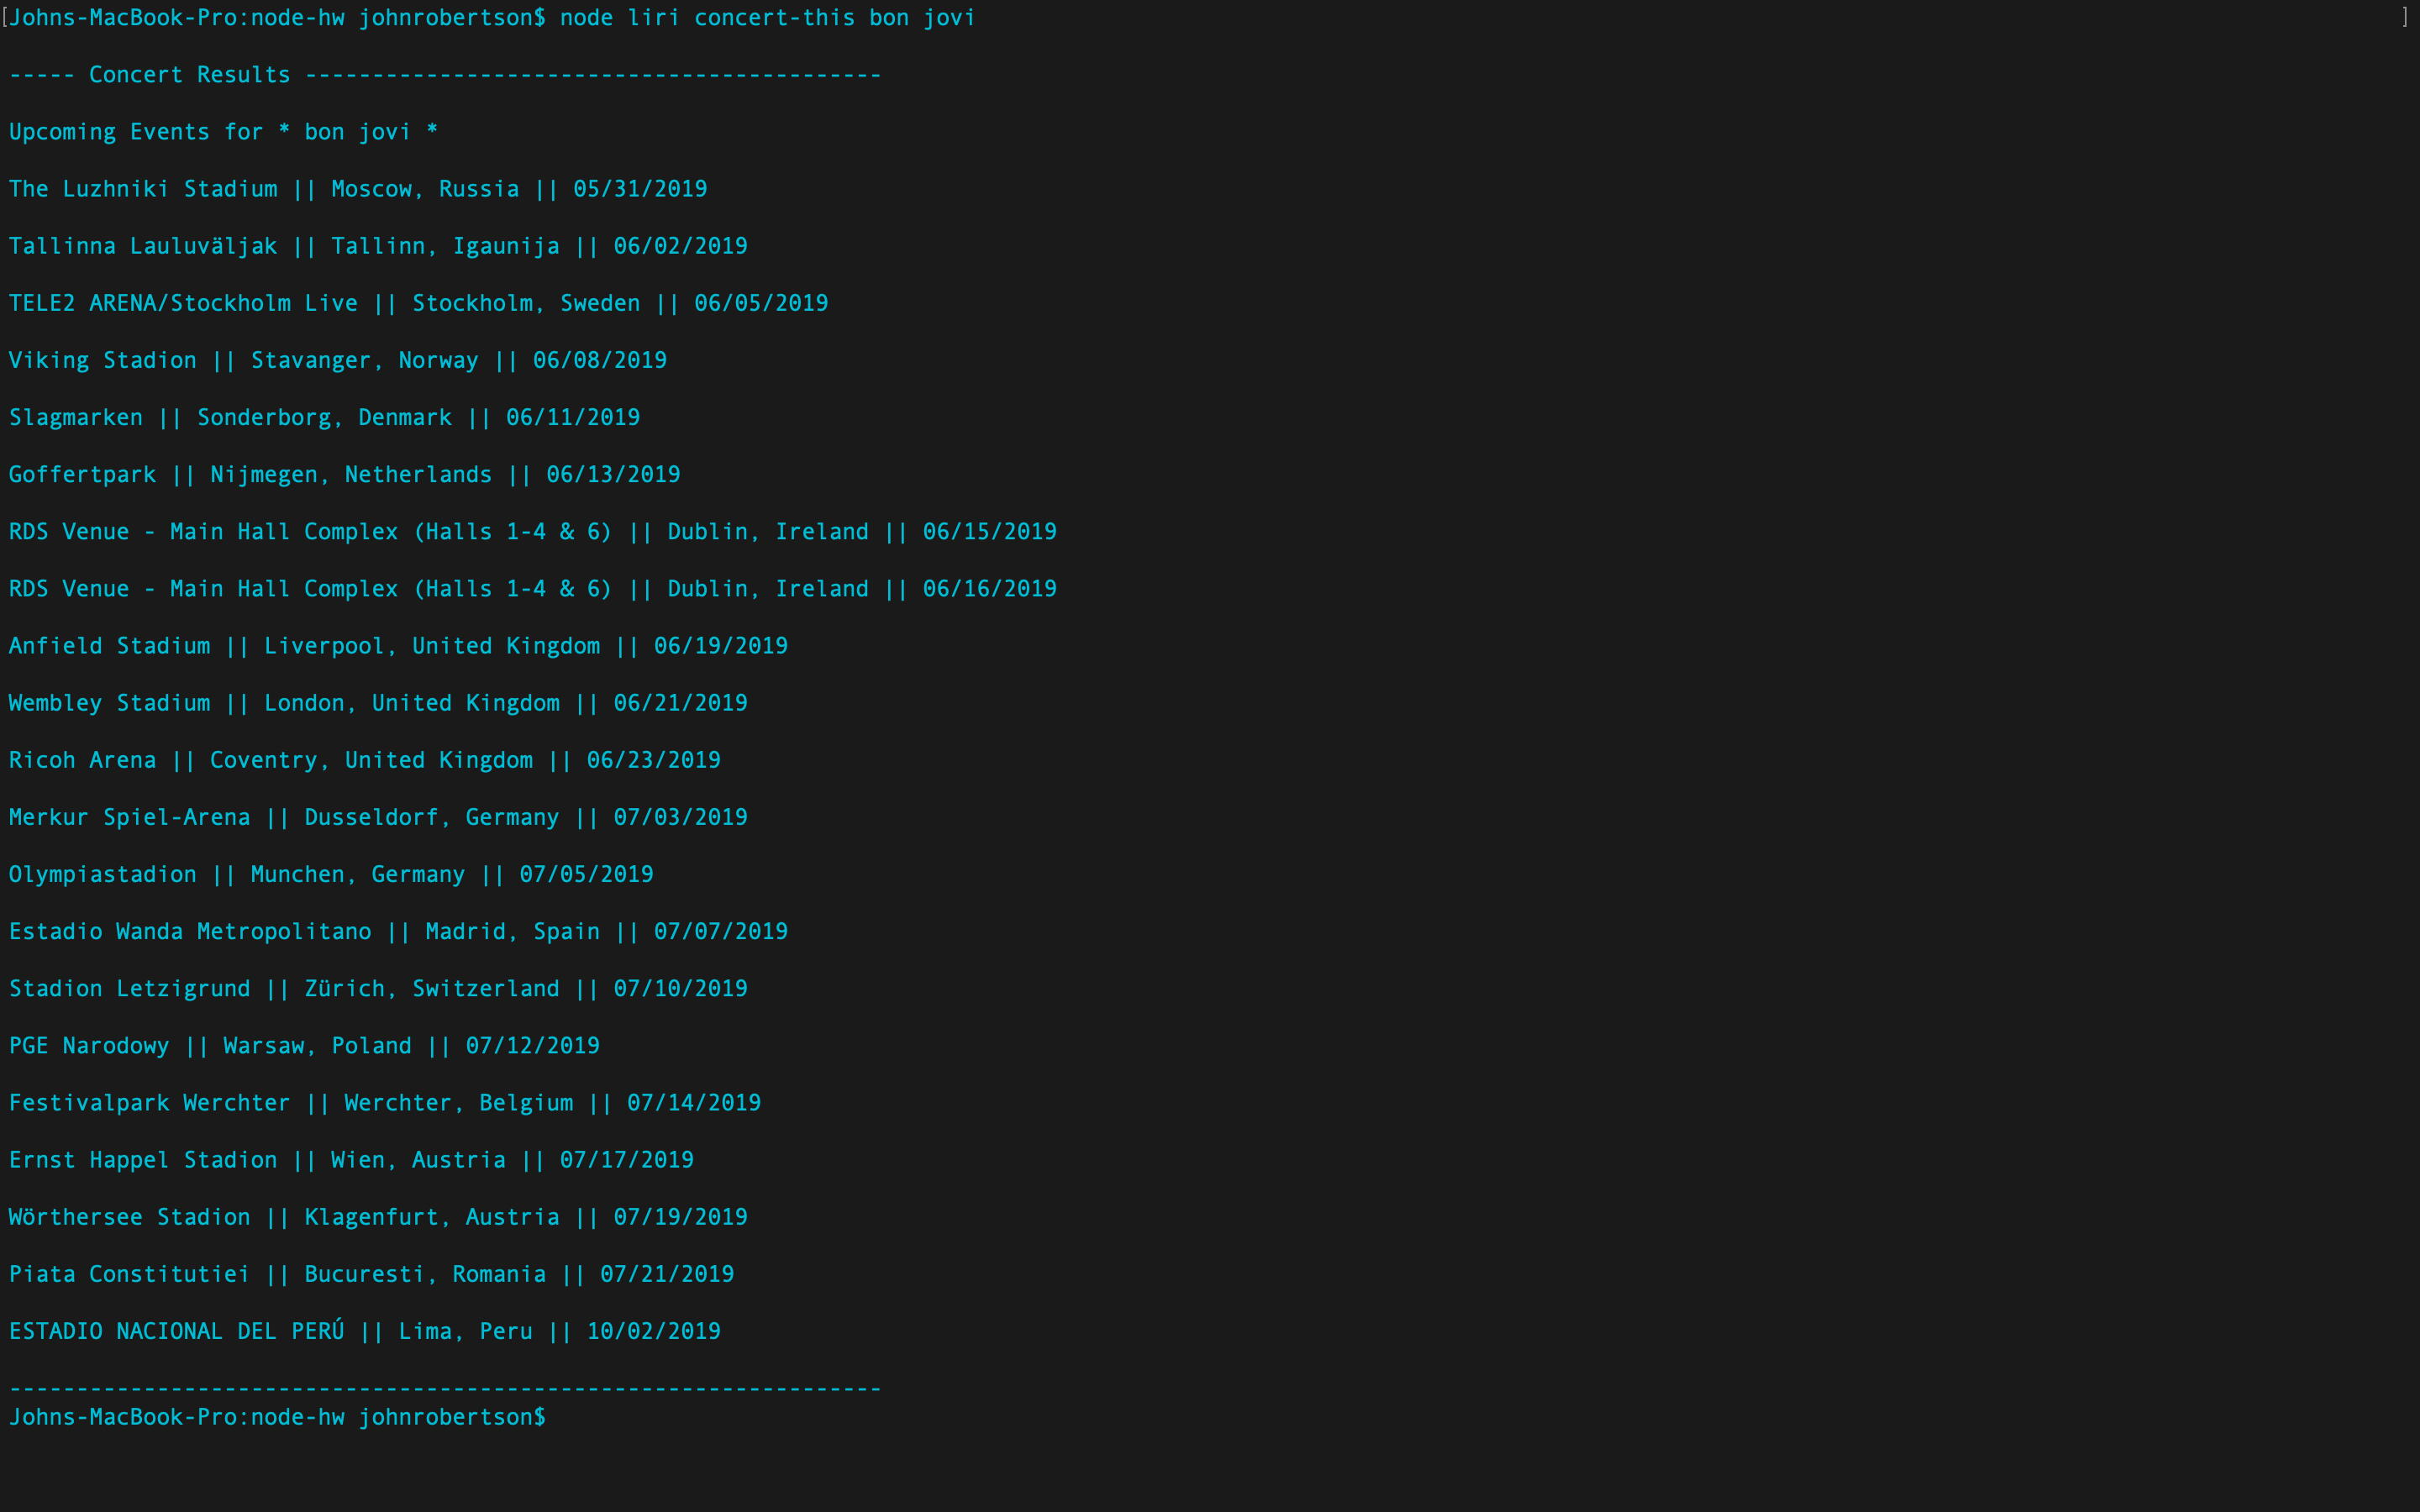 [Johns-MacBook-Pro:node-hw johnrobertson$ node liri concert-this bon jovi ]
----- Concert Results -------------------------------------------
Upcoming Events for * bon jovi *
The Luzhniki Stadium || Moscow, Russia || 05/31/2019
Tallinna Lauluväljak || Tallinn, Igaunija || 06/02/2019
TELE2 ARENA/Stockholm Live || Stockholm, Sweden || 06/05/2019
Viking Stadion || Stavanger, Norway || 06/08/2019
Slagmarken || Sonderborg, Denmark || 06/11/2019
Goffertpark || Nijmegen, Netherlands || 06/13/2019
RDS Venue - Main Hall Complex (Halls 1-4 & 6) || Dublin, Ireland || 06/15/2019
RDS Venue - Main Hall Complex (Halls 1-4 & 6) || Dublin, Ireland || 06/16/2019
Anfield Stadium || Liverpool, United Kingdom || 06/19/2019
Wembley Stadium || London, United Kingdom || 06/21/2019
Ricoh Arena || Coventry, United Kingdom || 06/23/2019
Merkur Spiel-Arena || Dusseldorf, Germany || 07/03/2019
Olympiastadion || Munchen, Germany || 07/05/2019
Estadio Wanda Metropolitano || Madrid, Spain || 07/07/2019
Stadion Letzigrund || Zürich, Switzerland || 07/10/2019
PGE Narodowy || Warsaw, Poland || 07/12/2019
Festivalpark Werchter || Werchter, Belgium || 07/14/2019
Ernst Happel Stadion || Wien, Austria || 07/17/2019
Wörthersee Stadion || Klagenfurt, Austria || 07/19/2019
Piata Constitutiei || Bucuresti, Romania || 07/21/2019
ESTADIO NACIONAL DEL PERÚ || Lima, Peru || 10/02/2019
-----------------------------------------------------------------
Johns-MacBook-Pro:node-hw johnrobertson$